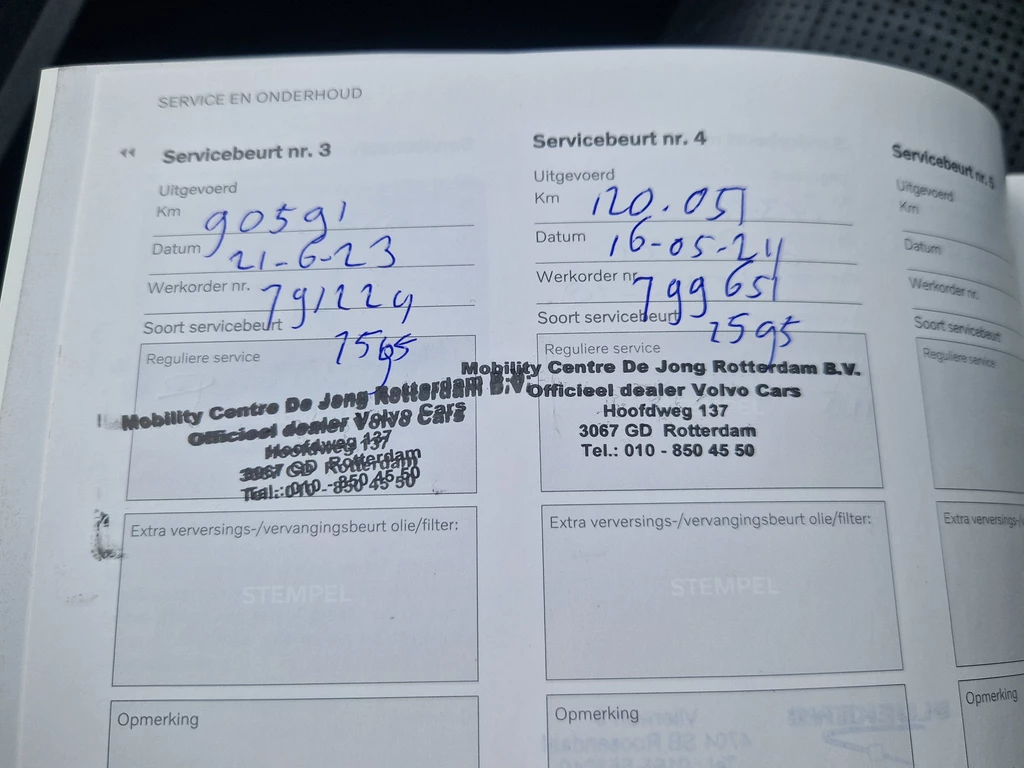 SERVICE EN ONDERHOUD
Servicebeurt nr. 3
Uitgevoerd
Km 90591
Datum 21-6-23
Werkorder nr.
Soort servicebeurt
Reguliere service
Mobility Centre De Jong Rotterdam B.V.
Officieel dealer Volvo Cars
Hoofdweg 137
3067 GD Rotterdam
Tel.: 010 - 850 45 50
Extra verversings-/vervangingsbeurt olie/filter:
STEMPEL
Opmerking
Servicebeurt nr. 4
Uitgevoerd
Km 120.051
Datum 16-05-24
Werkorder nr. 799651
Soort servicebeurt
Reguliere service
Mobility Centre De Jong Rotterdam B.V.
Officieel dealer Volvo Cars
Hoofdweg 137
3067 GD Rotterdam
Tel.: 010 - 850 45 50
Extra verversings-/vervangingsbeurt olie/filter:
STEMPEL
Opmerking
Servicebeurt nr. 5
Uitgevoerd
Km
Datum
Werkorder nr.
Soort servicebeurt
Reguliere service
Extra
Opmerking